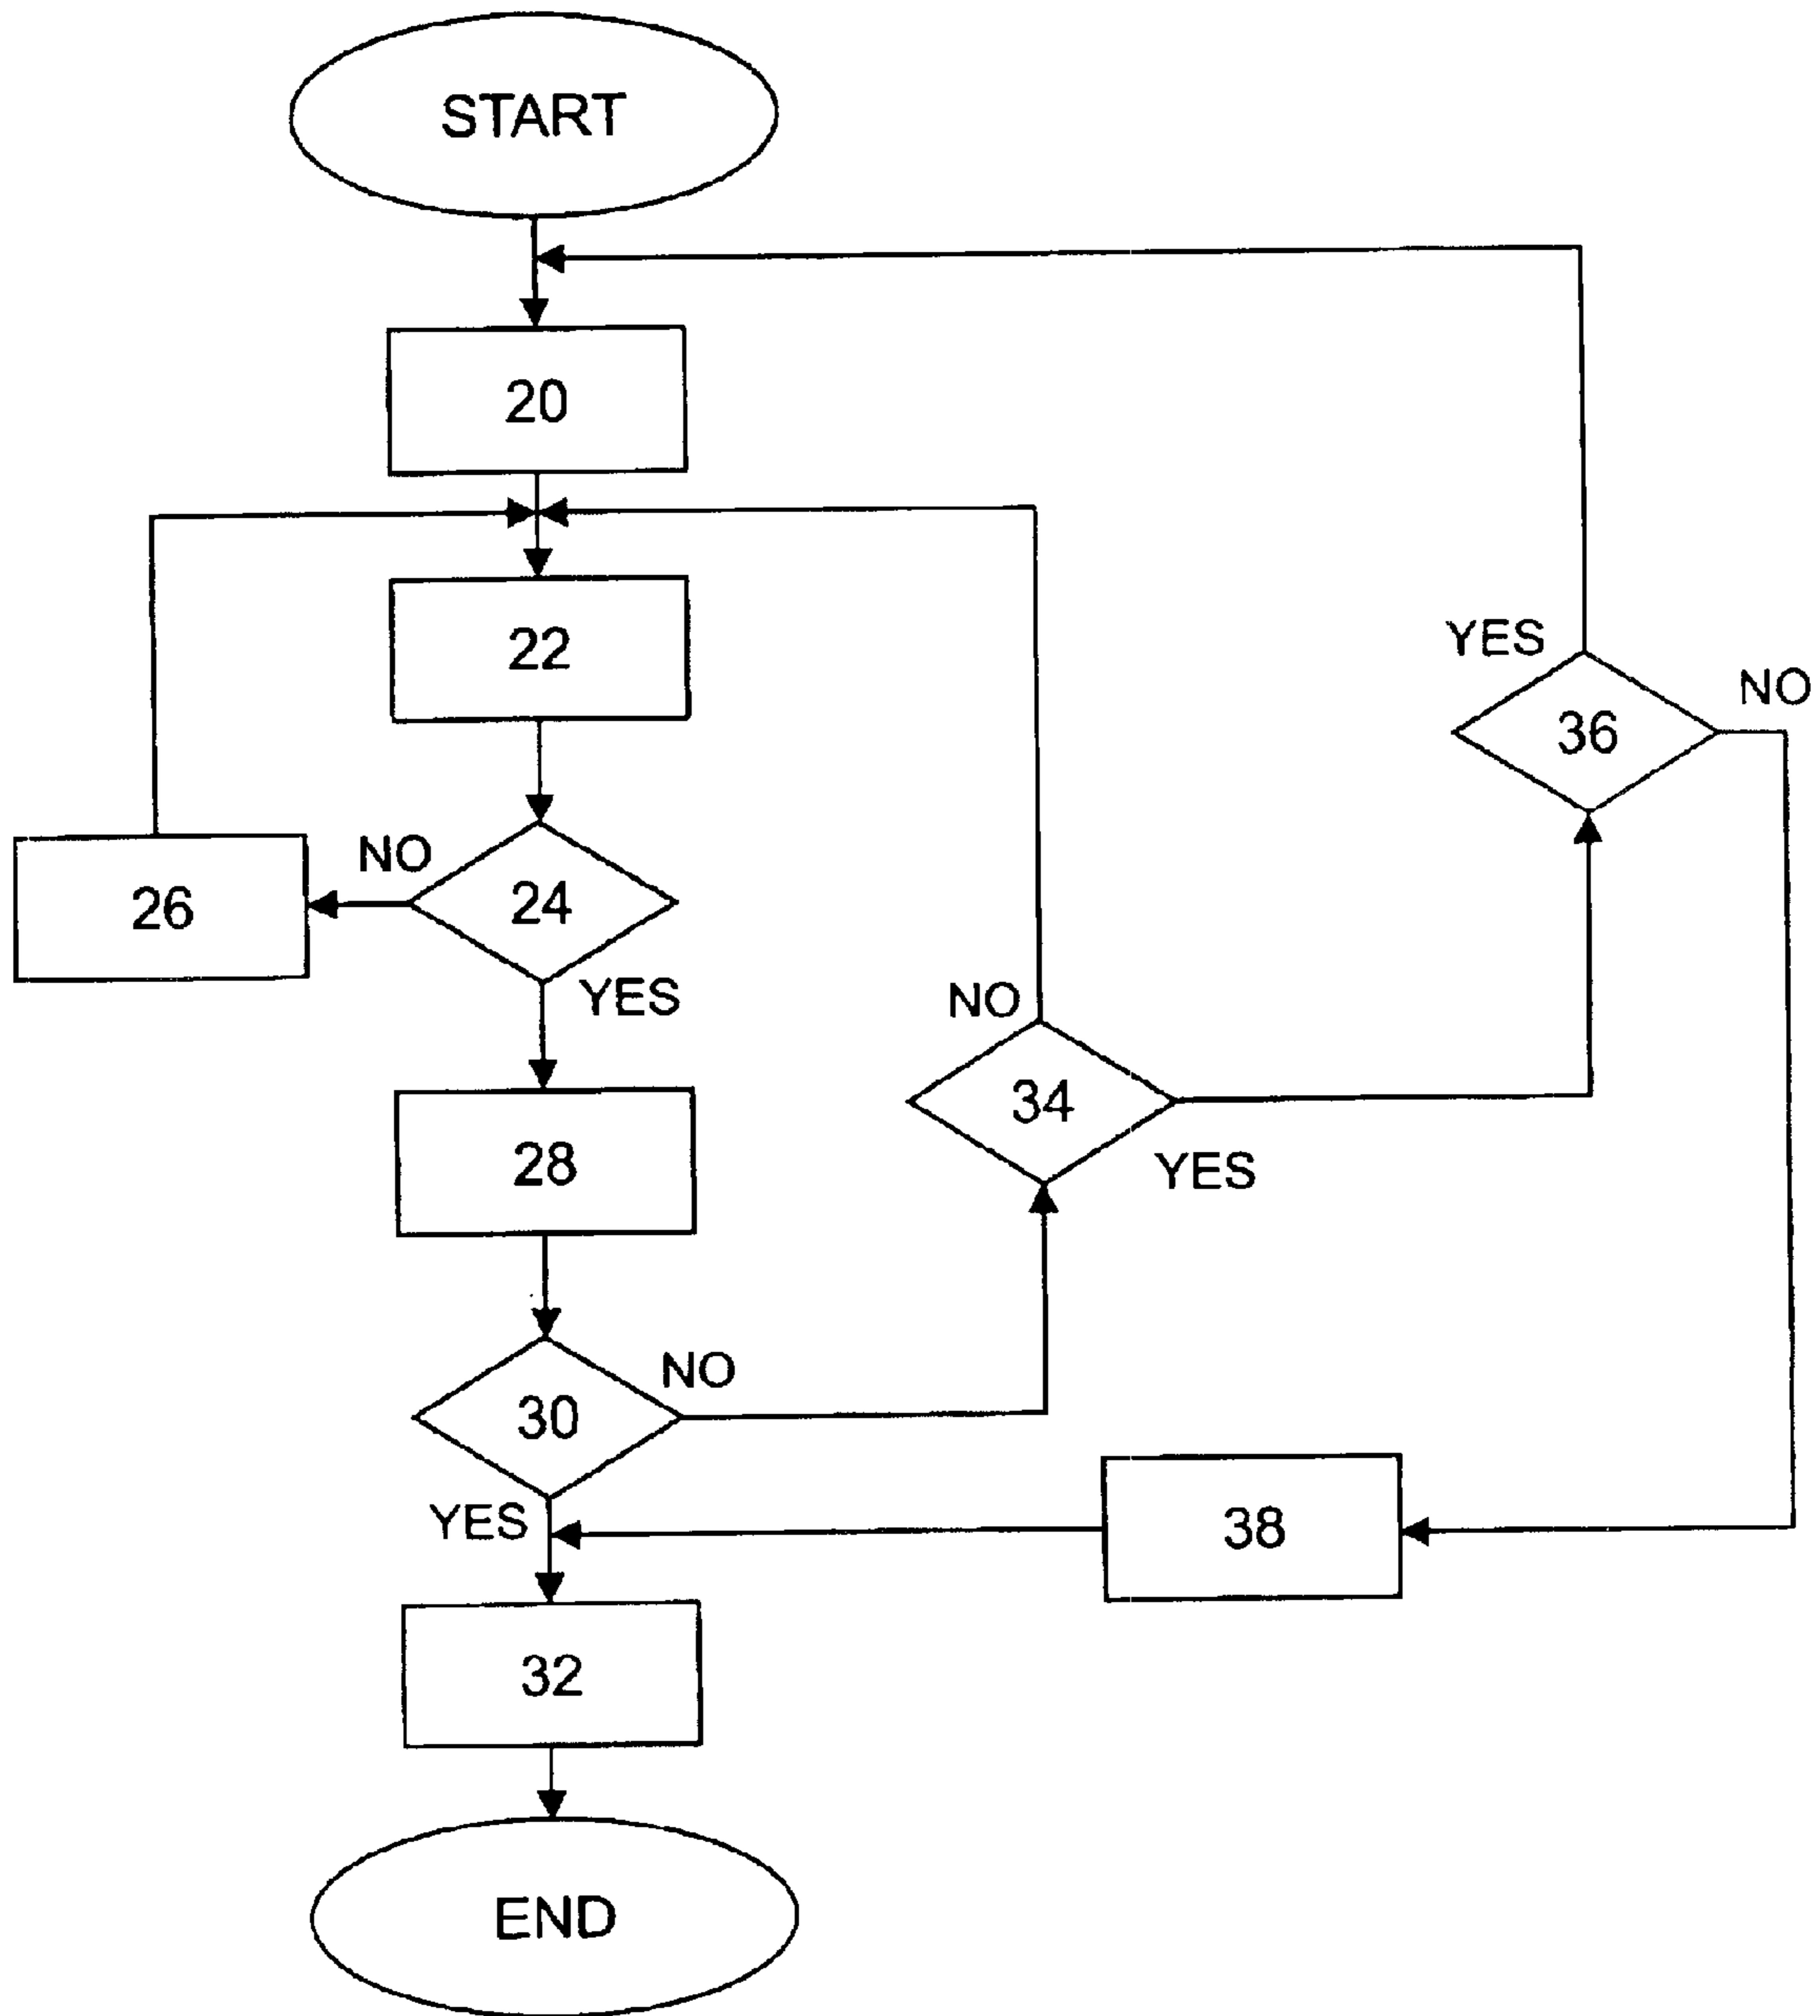 START
20
22
YES
NO
36
NO
24
26
YES
NO
34
YES
28
NO
30
YES
38
32
END